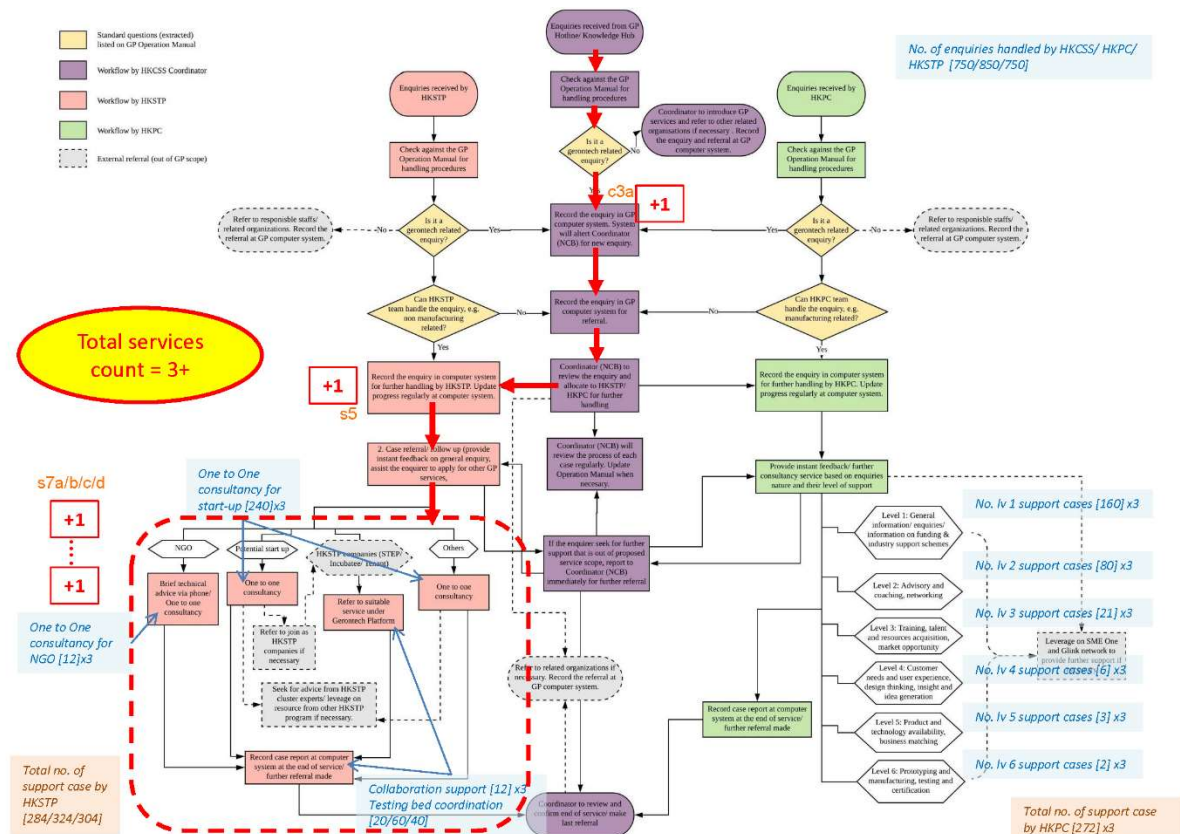 Standard questions (extracted)
listed on GP Operation Manual
Workflow by HKCSS Coordinator
Workflow by HKSTP
Workflow by HKPC
External referral (out of GP scope)
Enquiries received from GP
Hotline/ Knowledge Hub
No. of enquiries handled by HKCSS/ HKPC/
HKSTP [750/850/750]
Enquiries received by
HKSTP
Check against the GP
Operation Manual for
handling procedures
Coordinator to introduce GP
services and refer to other related
organisations if necessary . Record
the enquiry and referral at GP
computer system.
Enquiries received by
HKPC
Is it a
gerontech related
enquiry?
No
Check against the GP
Operation Manual for
handling procedures
Check against the GP
Operation Manual for
handling procedures
c3a
+1
Refer to responsible staffs/
related organizations. Record the
referral at GP computer system.
No
Is it a
gerontech related
enquiry?
Yes
Record the enquiry in GP
computer system. System
will altert Coordinator
(NCB) for new enquiry.
Yes
Is it a
gerontech related
enquiry?
No
Refer to responsible staffs/
related organizations. Record the
referral at GP computer system.
Can HKSTP
team handle the enquiry, e.g.
non manufacturing
related?
No
Record the enquiry in GP
computer system for
referral.
No
Can HKPC team
handle the enquiry, e.g.
manufacturing related?
Total services
count = 3+
Yes
Yes
+1
s5
Record the enquiry in computer system
for further handling by HKSTP. Update
progress regularly at computer system.
Coordinator (NCB) to
review the enquiry and
allocate to HKSTP/
HKPC for further
handling
Record the enquiry in computer system
for further handling by HKPC. Update
progress regularly at computer system.
2. Case referral/ follow up (provide
instant feedback on general enquiry,
assist the enquirer to apply for other GP
services,
Coordinator (NCB) will
review the process of each
case regularly. Update
Operation Manual when
necesary.
Provide instant feedback/ further
consultancy service based on enquiries
nature and their level of support
One to One
consultancy for
start-up [240]x3
s7a/b/c/d
+1
+1
NGO
Potential start up
HKSTP companies (STEP/
Incubatee/ Tenant)
Others
If the enquirer seek for further
support that is out of proposed
service scope, report to
Coordinator (NCB)
immediately for further referral
Level 1: General
information/ enquiries/
information on funding &
industry support schemes
No. lv 1 support cases [160] x3
Brief technical
advice via phone/
One to one
consultancy
One to one
consultancy
Refer to suitable
service under
Gerontech Platform
One to one
consultancy
Level 2: Advisory and
coaching, networking
No. lv 2 support cases [80] x3
One to One
consultancy for
NGO [12]x3
Refer to join as
HKSTP
companies if
necessary
Level 3: Training, talent
and resources acquisition,
market opportunity
No. lv 3 support cases [21] x3
Leverage on SME One
and Glink network to
provide further support if
Refer to related organizations if
necessary. Record the referral at
GP computer system.
Level 4: Customer
needs and user experience,
design thinking, insight and
idea generation
No. lv 4 support cases [6] x3
Seek for advice from HKSTP
cluster experts/ leverage on
resource from other HKSTP
program if necessary.
Record case report at computer
system at the end of service/
further referral made
Level 5: Product and
technology availability,
business matching
No. lv 5 support cases [3] x3
Record case report at computer
system at the end of service/
further referral made
Level 6: Prototyping and
manufacturing, testing and
certification
No. lv 6 support cases [2] x3
Total no. of
support case by
HKSTP
[284/324/304]
Collaboration support [12] x3
Testing bed coordination
[20/60/40]
Coordinator to review and
confirm end of service/ make
last referral
Total no. of support case
by HKPC [272] x3